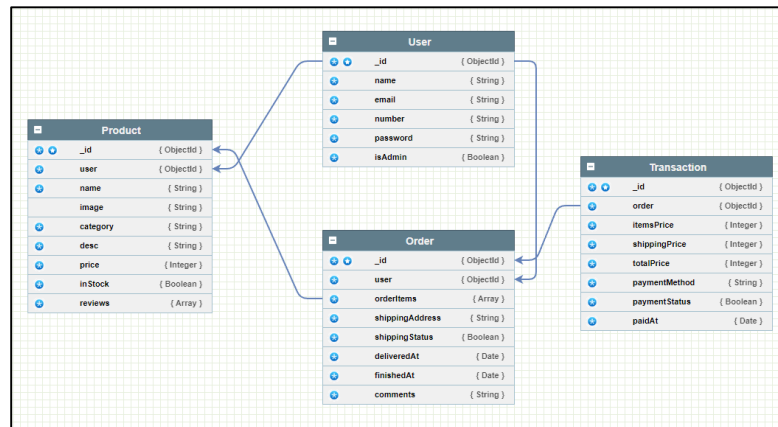 User
_id { ObjectId }
name { String }
email { String }
number { String }
password { String }
isAdmin { Boolean }
Product
_id { ObjectId }
user { ObjectId }
name { String }
image { String }
category { String }
desc { String }
price { Integer }
inStock { Boolean }
reviews { Array }
Order
_id { ObjectId }
user { ObjectId }
orderItems { Array }
shippingAddress { String }
shippingStatus { Boolean }
deliveredAt { Date }
finishedAt { Date }
comments { String }
Transaction
_id { ObjectId }
order { ObjectId }
itemsPrice { Integer }
shippingPrice { Integer }
totalPrice { Integer }
paymentMethod { String }
paymentStatus { Boolean }
paidAt { Date }